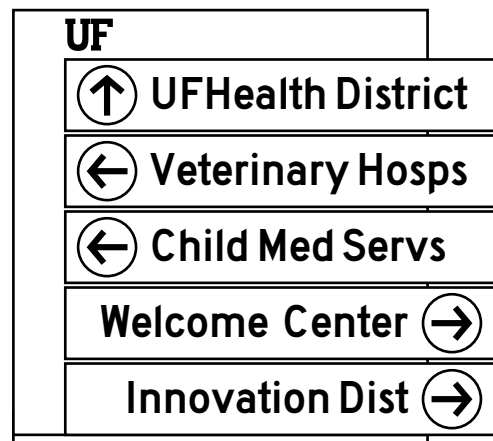 UF
UFHealth District
Veterinary Hosps
Child Med Servs
Welcome Center
Innovation Dist